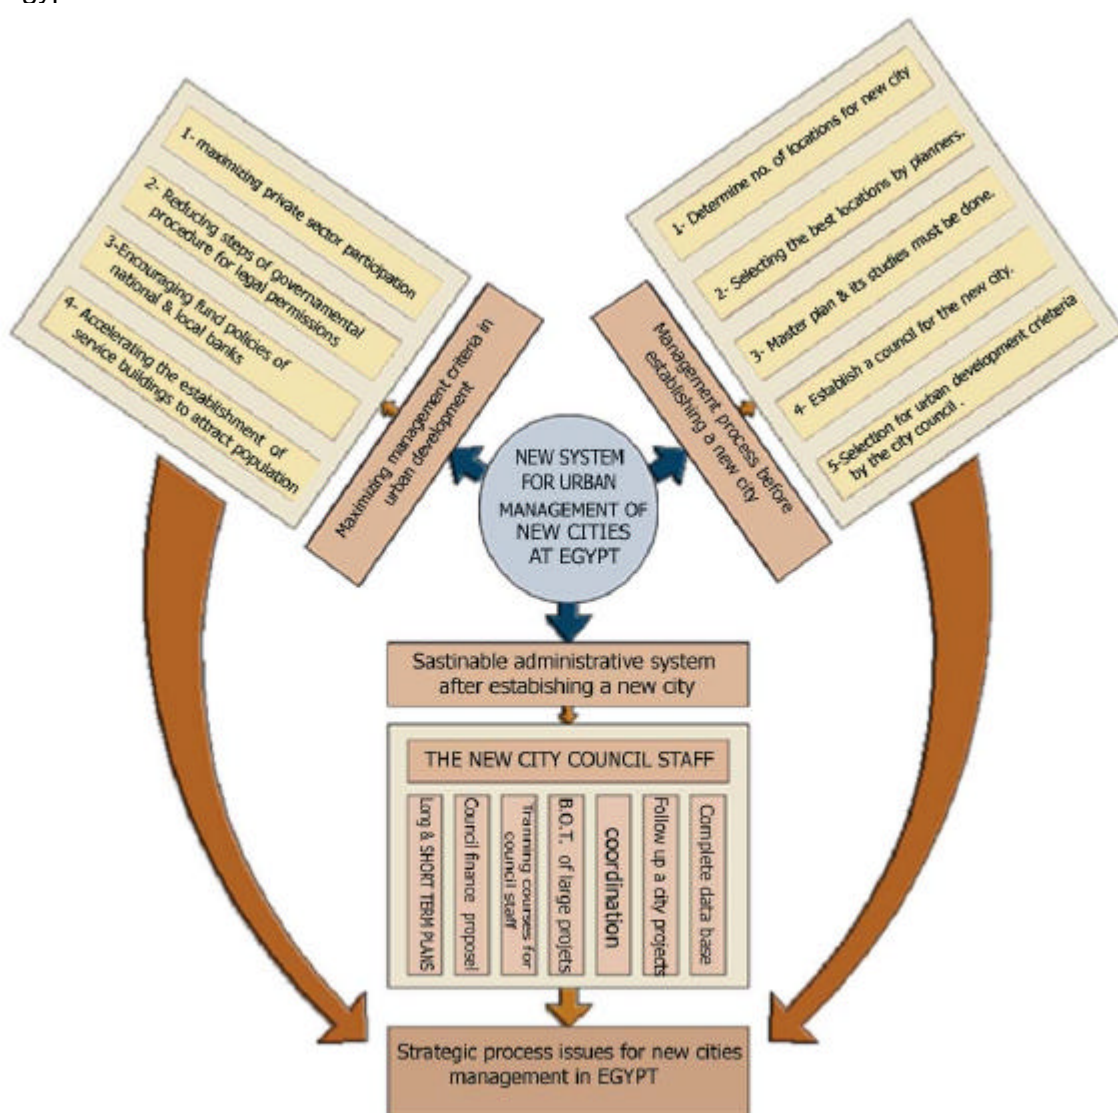 1- maximizing private sector participation
2- Reducing steps of governamental
procedure for legal permissions
3-Encouraging fund policies of
national & local banks
4- Accelerating the establishment of
service buildings to attract population
Maximizing management criteria in
urban development
1- Determine no. of locations for new city
2- Selecting the best locations by planners.
3- Master plan & its studies must be done.
4- Establish a council for the new city.
5-Selection for urban development crieteria
by the city council .
Management process before
establishing a new city
NEW SYSTEM
FOR URBAN
MANAGEMENT OF
NEW CITIES
AT EGYPT
Sastinable administrative system
after estabishing a new city
THE NEW CITY COUNCIL STAFF
Long & SHORT TERM PLANS
Council finance proposel
Tranning courses for
council staff
B.O.T. of large projets
coordination
Follow up a city projects
Complete data base
Strategic process issues for new cities
management in EGYPT